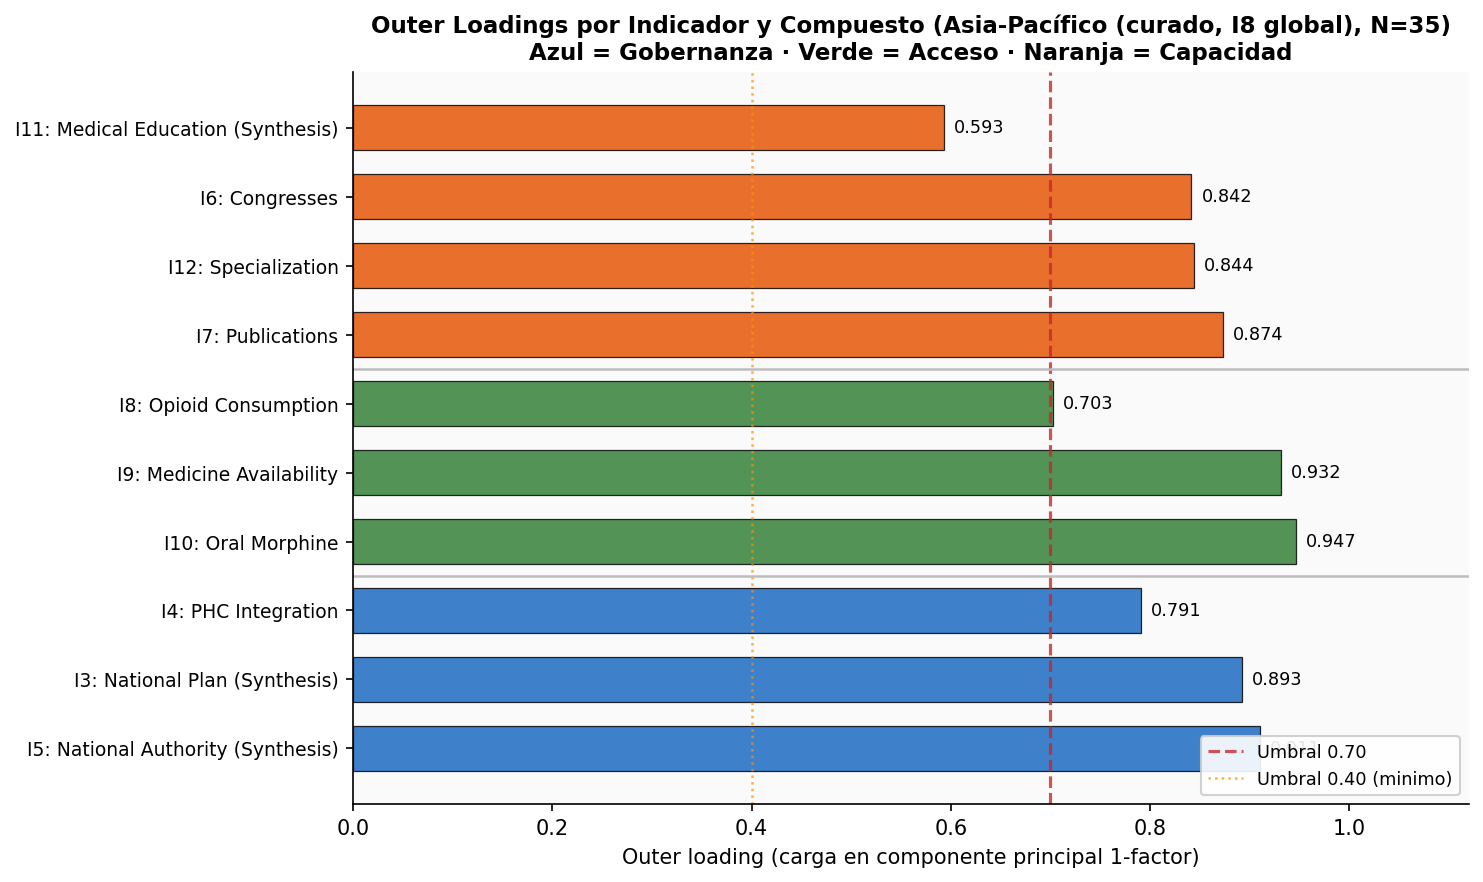 Outer Loadings por Indicador y Compuesto (Asia-Pacífico (curado, I8 global), N=35)
Azul = Gobernanza · Verde = Acceso · Naranja = Capacidad
I11: Medical Education (Synthesis)
0.593
I6: Congresses
0.842
I12: Specialization
0.844
I7: Publications
0.874
I8: Opioid Consumption
0.703
I9: Medicine Availability
0.932
I10: Oral Morphine
0.947
I4: PHC Integration
0.791
I3: National Plan (Synthesis)
0.893
I5: National Authority (Synthesis)
Umbral 0.70
Umbral 0.40 (minimo)
0.0 0.2 0.4 0.6 0.8 1.0
Outer loading (carga en componente principal 1-factor)